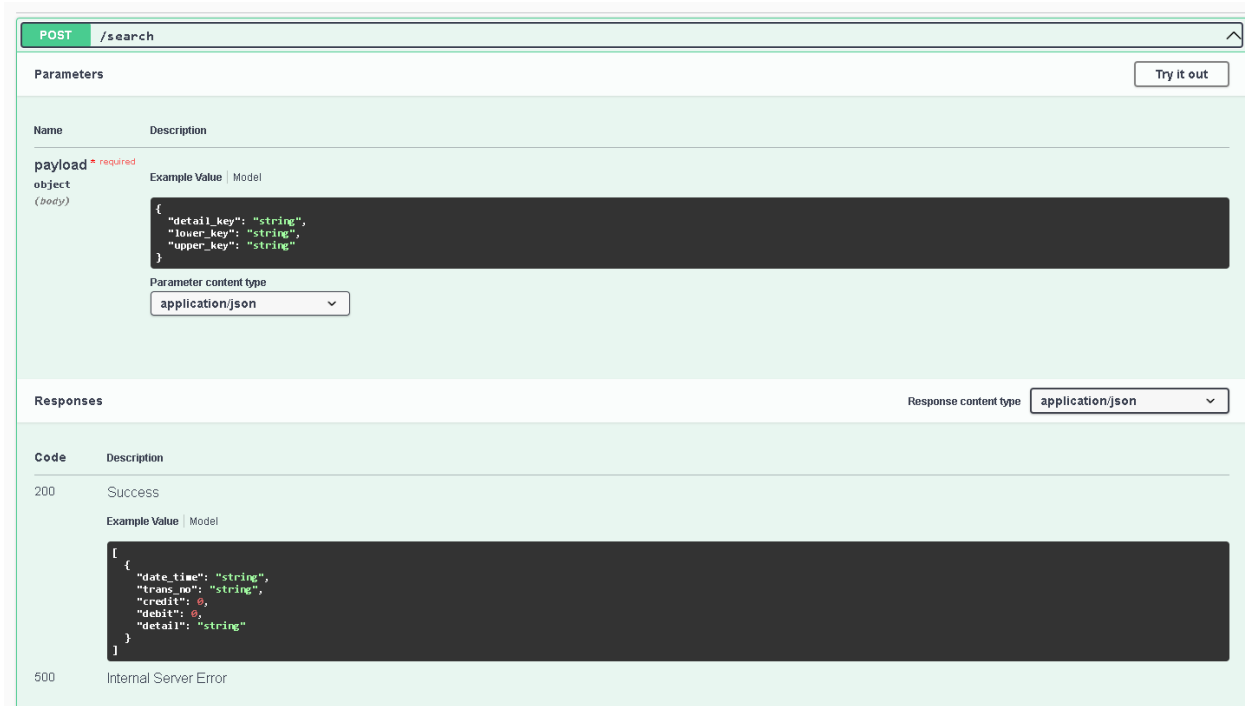 POST /search
Parameters
Try it out
Name Description
payload * required
object
(body)
Example Value Model
{
  "detail_key": "string",
  "lower_key": "string",
  "upper_key": "string"
}
Parameter content type
application/json
Responses
Response content type application/json
Code Description
200 Success
Example Value Model
[
  {
    "date_time": "string",
    "trans_no": "string",
    "credit": 0,
    "debit": 0,
    "detail": "string"
  }
]
500 Internal Server Error